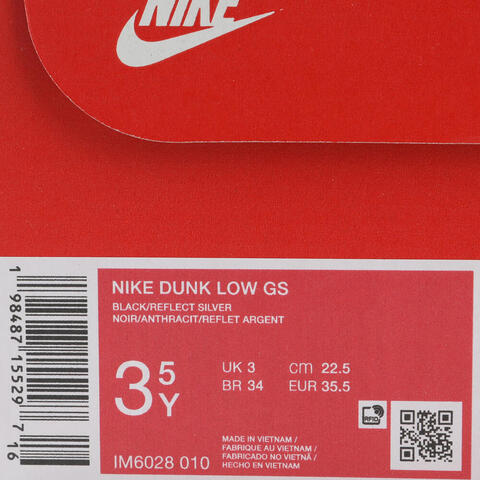 NIKE
NIKE DUNK LOW GS
BLACK/REFLECT SILVER
NOIR/ANTHRACIT/REFLET ARGENT
3 5 Y
UK 3 cm 22.5
BR 34 EUR 35.5
RFID
MADE IN VIETNAM /
FABRIQUE AU VIETNAM /
FABRICADO NO VIETNÃ /
HECHO EN VIETNAM
IM6028 010
1 98487 15529 7 16